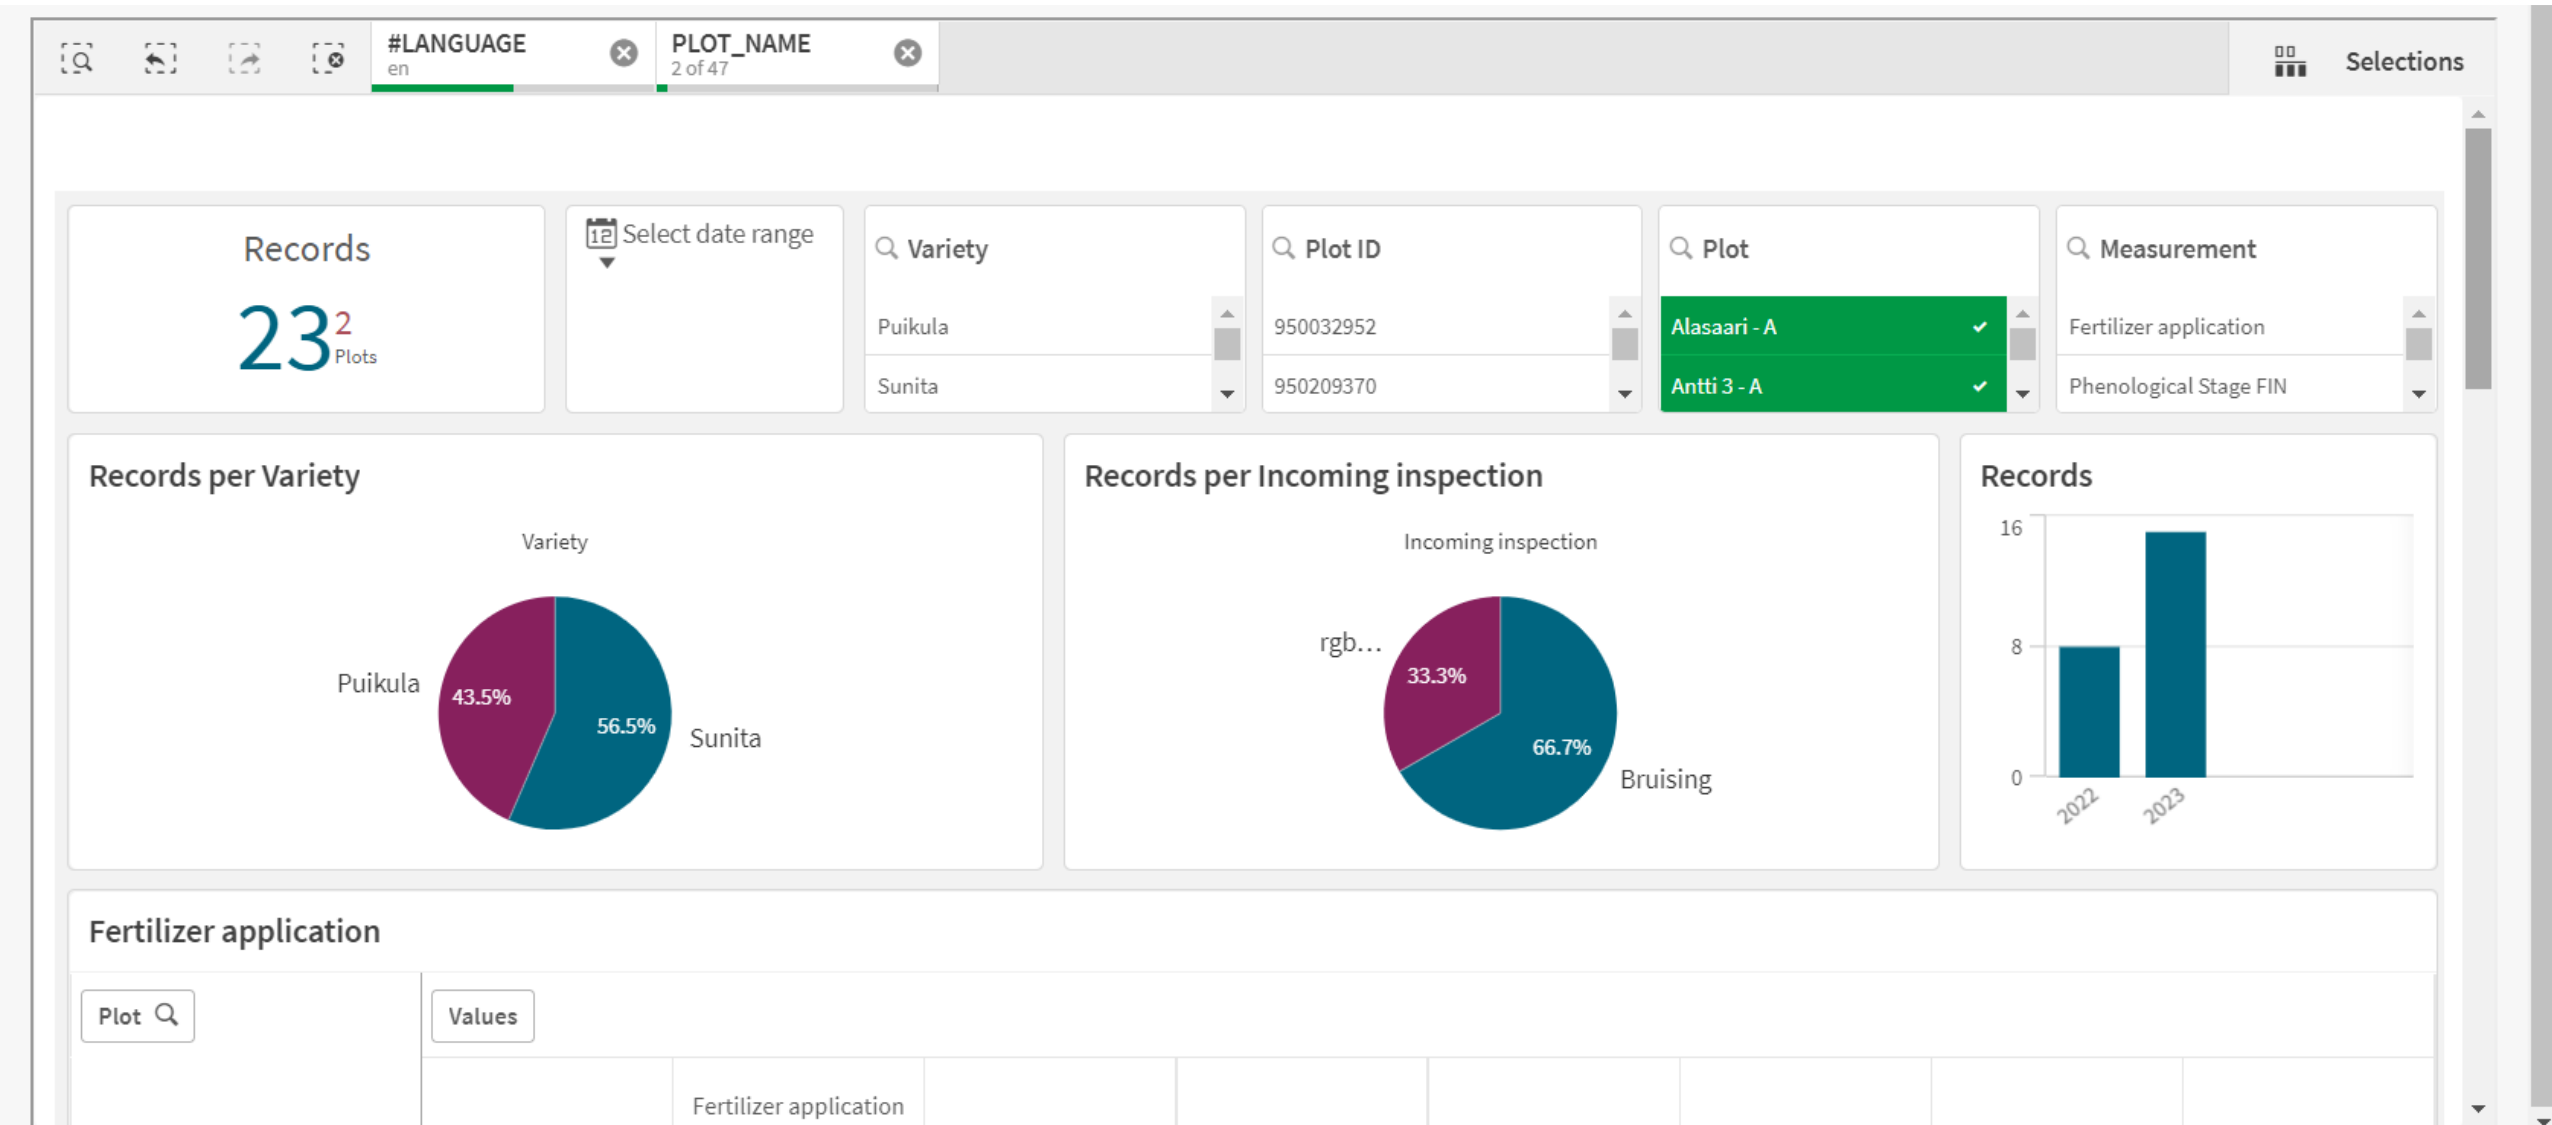 #LANGUAGE
en
PLOT_NAME
2 of 47
Selections
Records
23 2
Plots
12 Select date range
Variety
Puikula
Sunita
Plot ID
950032952
950209370
Plot
Alasaari - A
Antti 3 - A
Measurement
Fertilizer application
Phenological Stage FIN
Records per Variety
Variety
Puikula
43.5%
56.5%
Sunita
Records per Incoming inspection
Incoming inspection
rgb...
33.3%
66.7%
Bruising
Records
16
8
0
2022
2023
Fertilizer application
Plot
Values
Fertilizer application